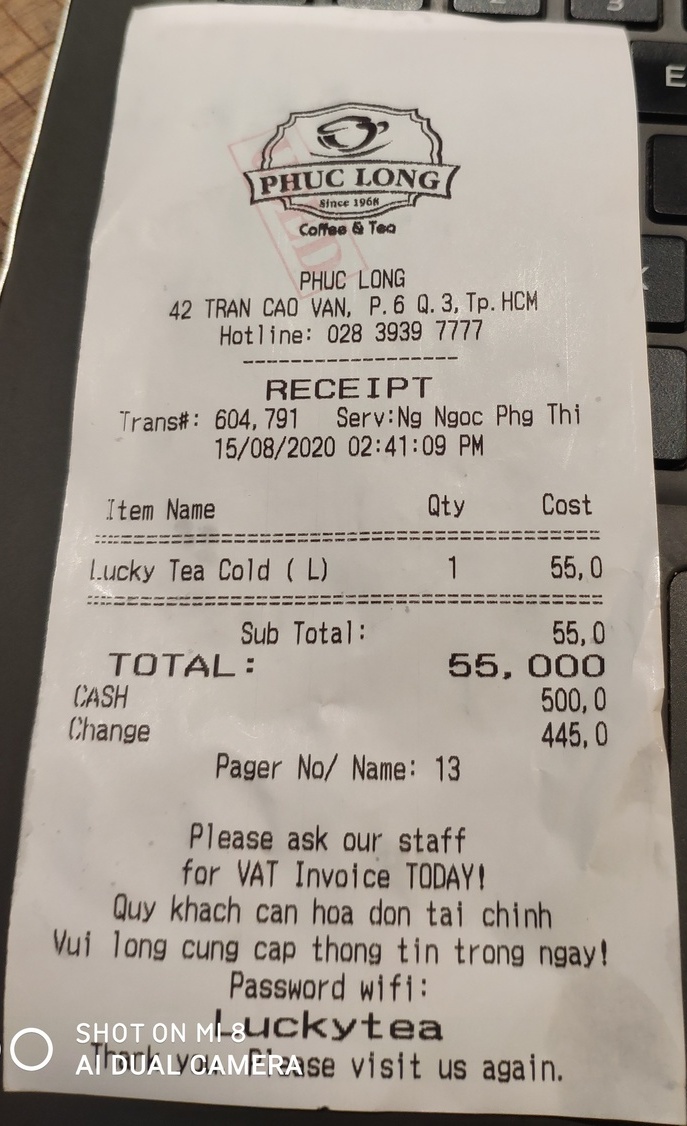 PHUC LONG
Since 1968
Coffee & Tea
PHUC LONG
42 TRAN CAO VAN, P.6 Q.3, Tp.HCM
Hotline: 028 3939 7777
RECEIPT
Trans#: 604,791 Serv:Ng Ngoc Phg Thi
15/08/2020 02:41:09 PM
Item Name Qty Cost
Lucky Tea Cold ( L) 1 55,0
Sub Total: 55,0
TOTAL: 55,000
CASH 500,0
Change 445,0
Pager No/ Name: 13
Please ask our staff
for VAT Invoice TODAY!
Quy khach can hoa don tai chinh
Vui long cung cap thong tin trong ngay!
Password wifi:
Luckytea
Thank you Please visit us again.
SHOT ON MI 8
AI DUAL CAMERA